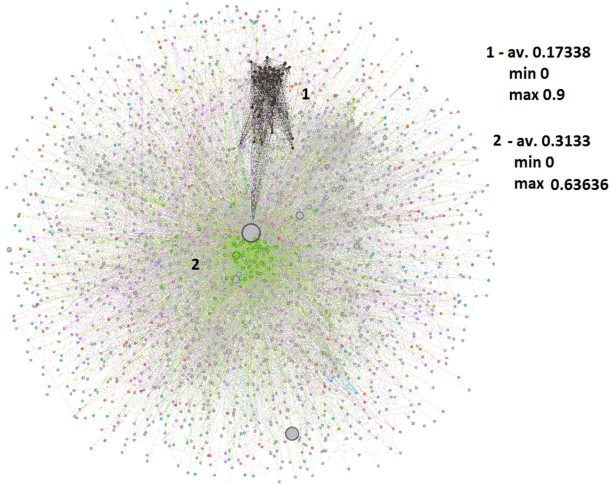 1 - av. 0.17338
min 0
max 0.9
1
2 - av. 0.3133
min 0
max 0.63636
2